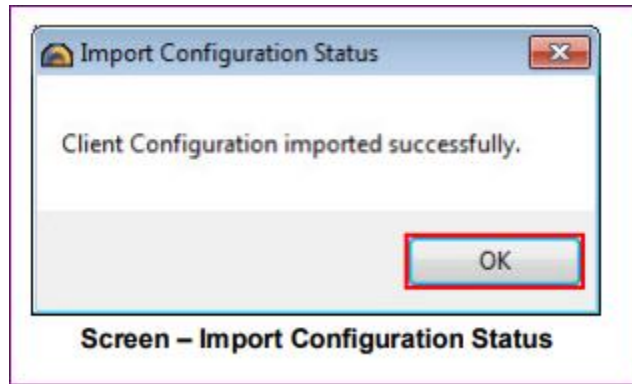 Import Configuration Status
Client Configuration imported successfully.
OK
Screen – Import Configuration Status